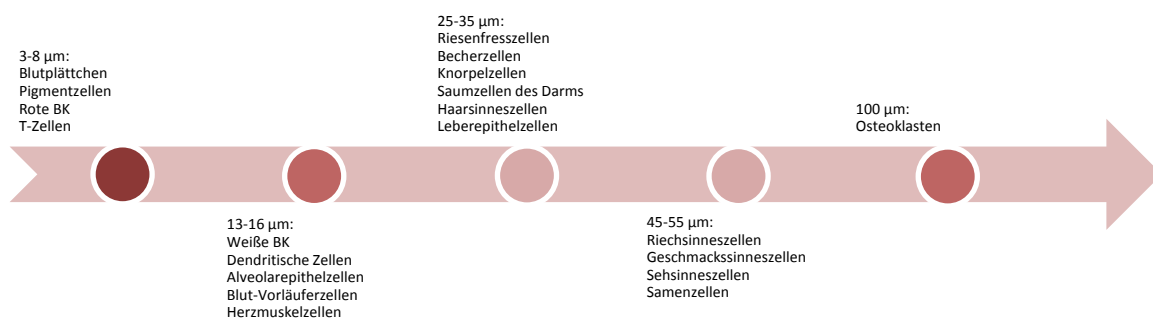 3-8 µm:
Blutplättchen
Pigmentzellen
Rote BK
T-Zellen
13-16 µm:
Weiße BK
Dendritische Zellen
Alveolarepithelzellen
Blut-Vorläuferzellen
Herzmuskelzellen
25-35 µm:
Riesenfresszellen
Becherzellen
Knorpelzellen
Saumzellen des Darms
Haarsinneszellen
Leberepithelzellen
45-55 µm:
Riechsinneszellen
Geschmackssinneszellen
Sehsinneszellen
Samenzellen
100 µm:
Osteoklasten